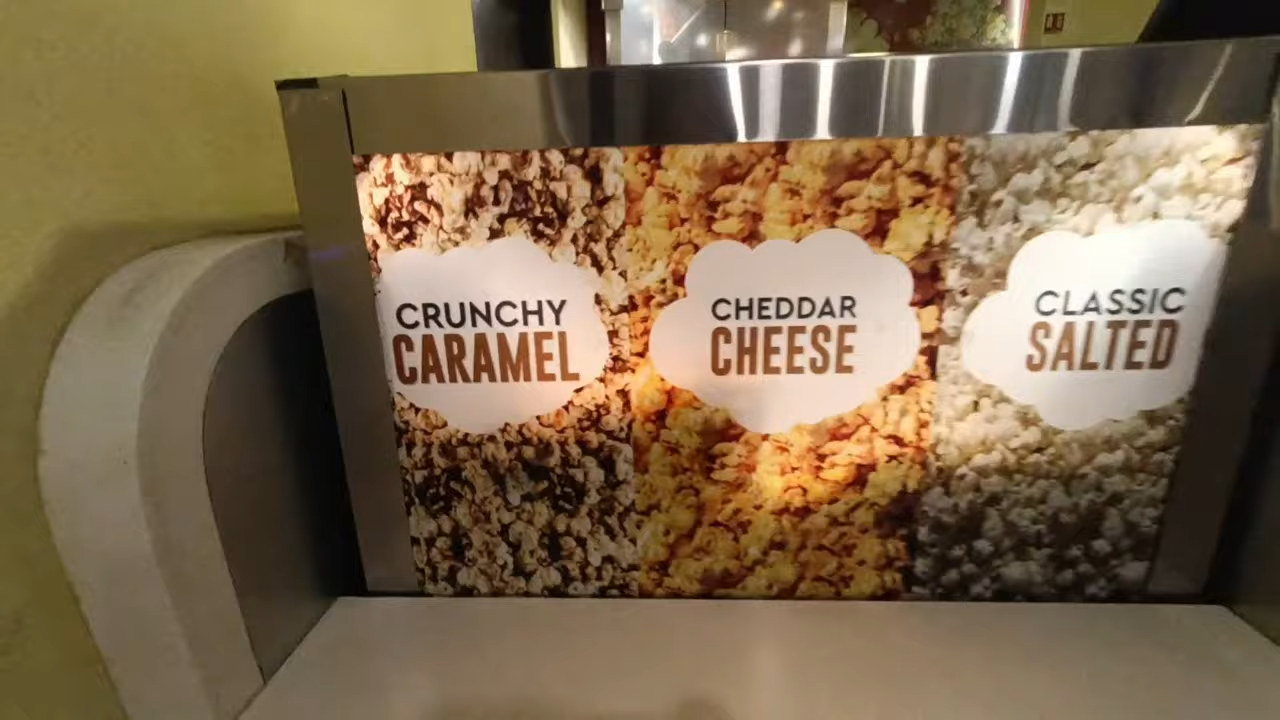 CRUNCHY
CARAMEL
CHEDDAR
CHEESE
CLASSIC
SALTED